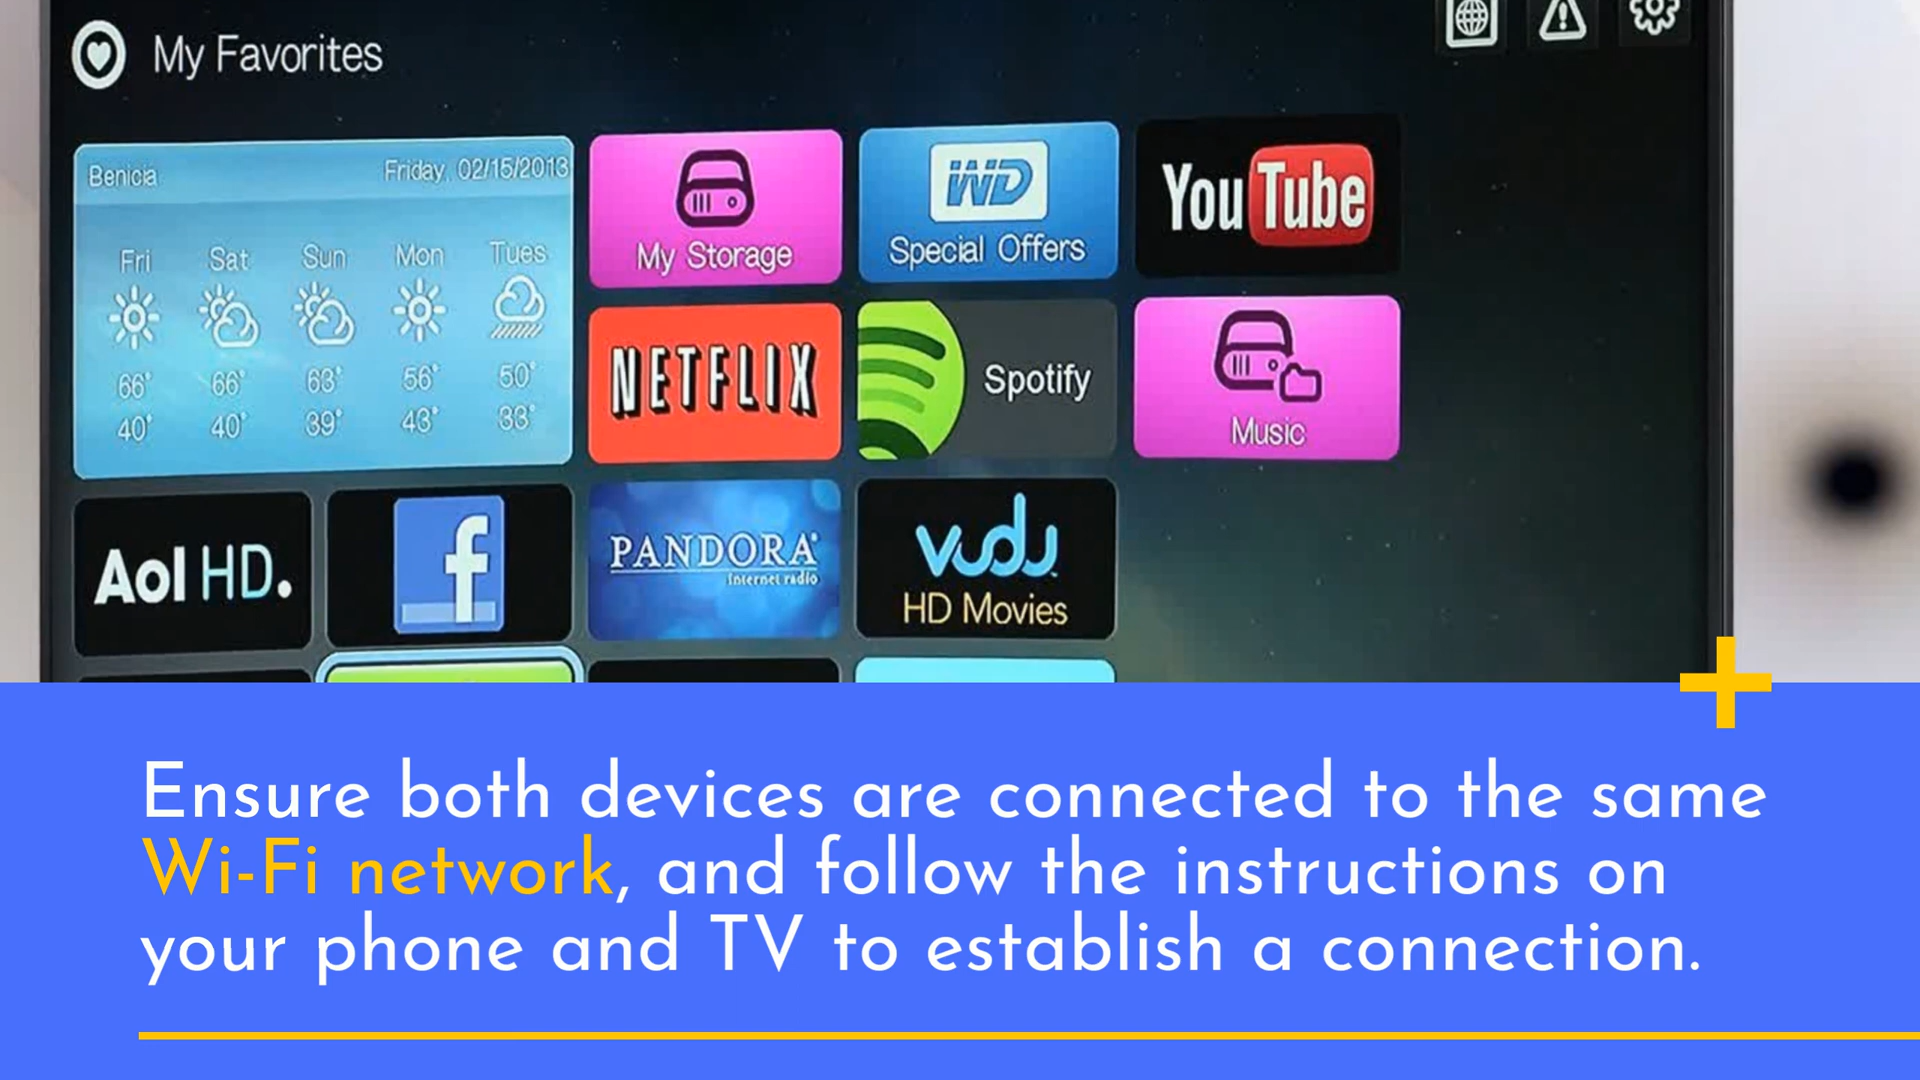 My Favorites
Benicia Friday, 02/15/2013
Fri Sat Sun Mon Tues
66° 66° 63° 56° 50°
40° 40° 39° 43° 33°
My Storage
WD
Special Offers
YouTube
NETFLIX
Spotify
Music
Aol HD.
f
PANDORA®
internet radio
vudu
HD Movies
Ensure both devices are connected to the same
Wi-Fi network, and follow the instructions on
your phone and TV to establish a connection.